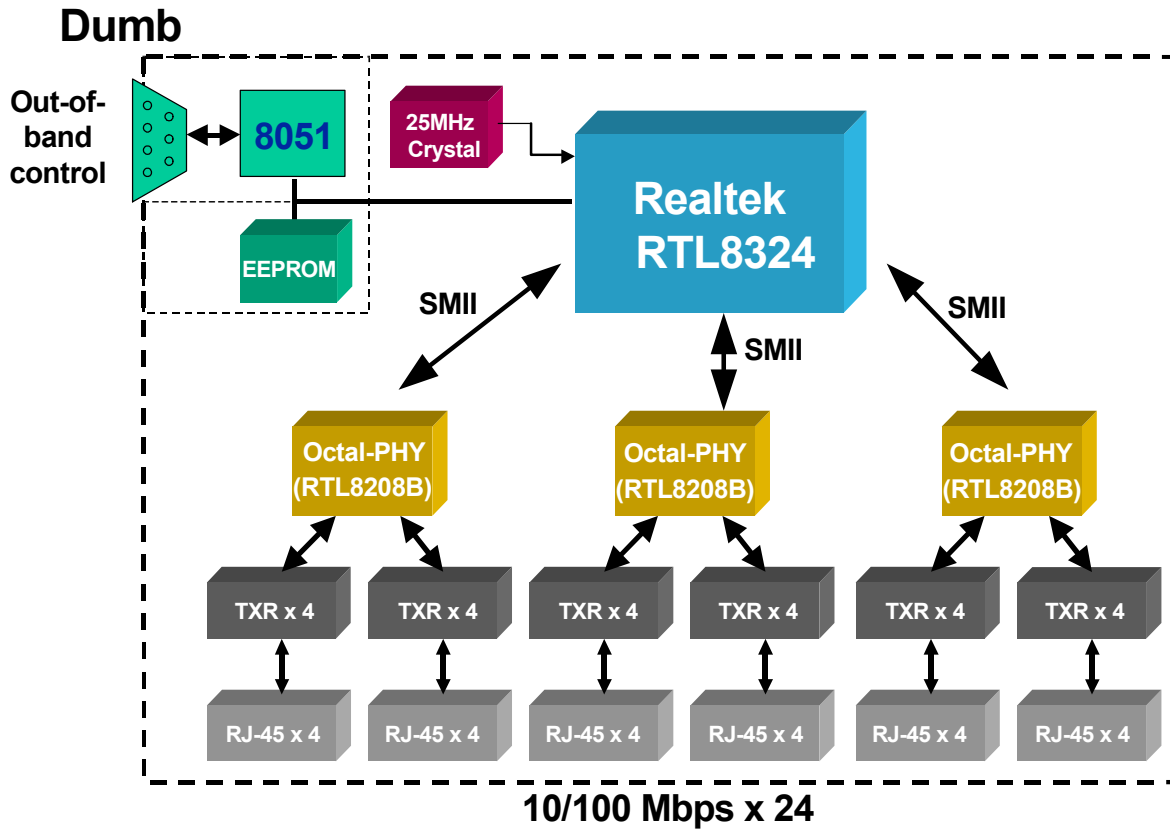 Dumb
Out-of-
band
control
8051
25MHz
Crystal
Realtek
RTL8324
EEPROM
SMII
SMII
SMII
Octal-PHY
(RTL8208B)
Octal-PHY
(RTL8208B)
Octal-PHY
(RTL8208B)
TXR x 4
TXR x 4
TXR x 4
TXR x 4
TXR x 4
TXR x 4
RJ-45 x 4
RJ-45 x 4
RJ-45 x 4
RJ-45 x 4
RJ-45 x 4
RJ-45 x 4
10/100 Mbps x 24